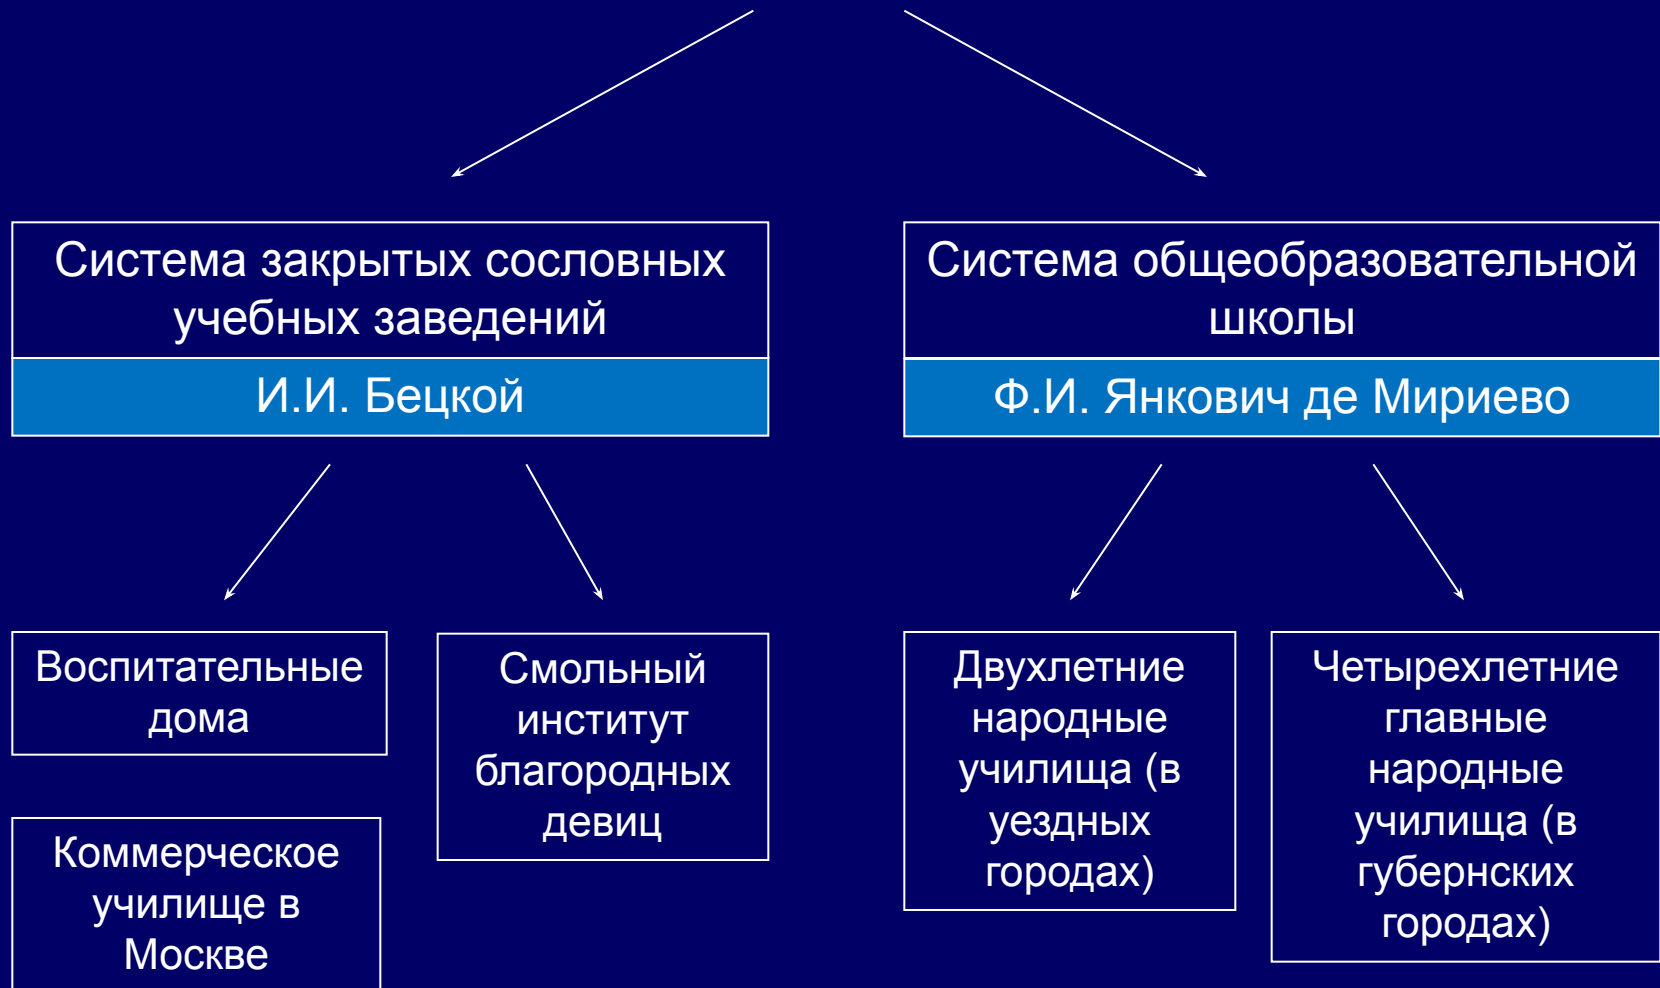 Система закрытых сословных
учебных заведений
И.И. Бецкой
Система общеобразовательной
школы
Ф.И. Янкович де Мириево
Воспитательные
дома
Коммерческое
училище в
Москве
Смольный
институт
благородных
девиц
Двухлетние
народные
училища (в
уездных
городах)
Четырехлетние
главные
народные
училища (в
губернских
городах)